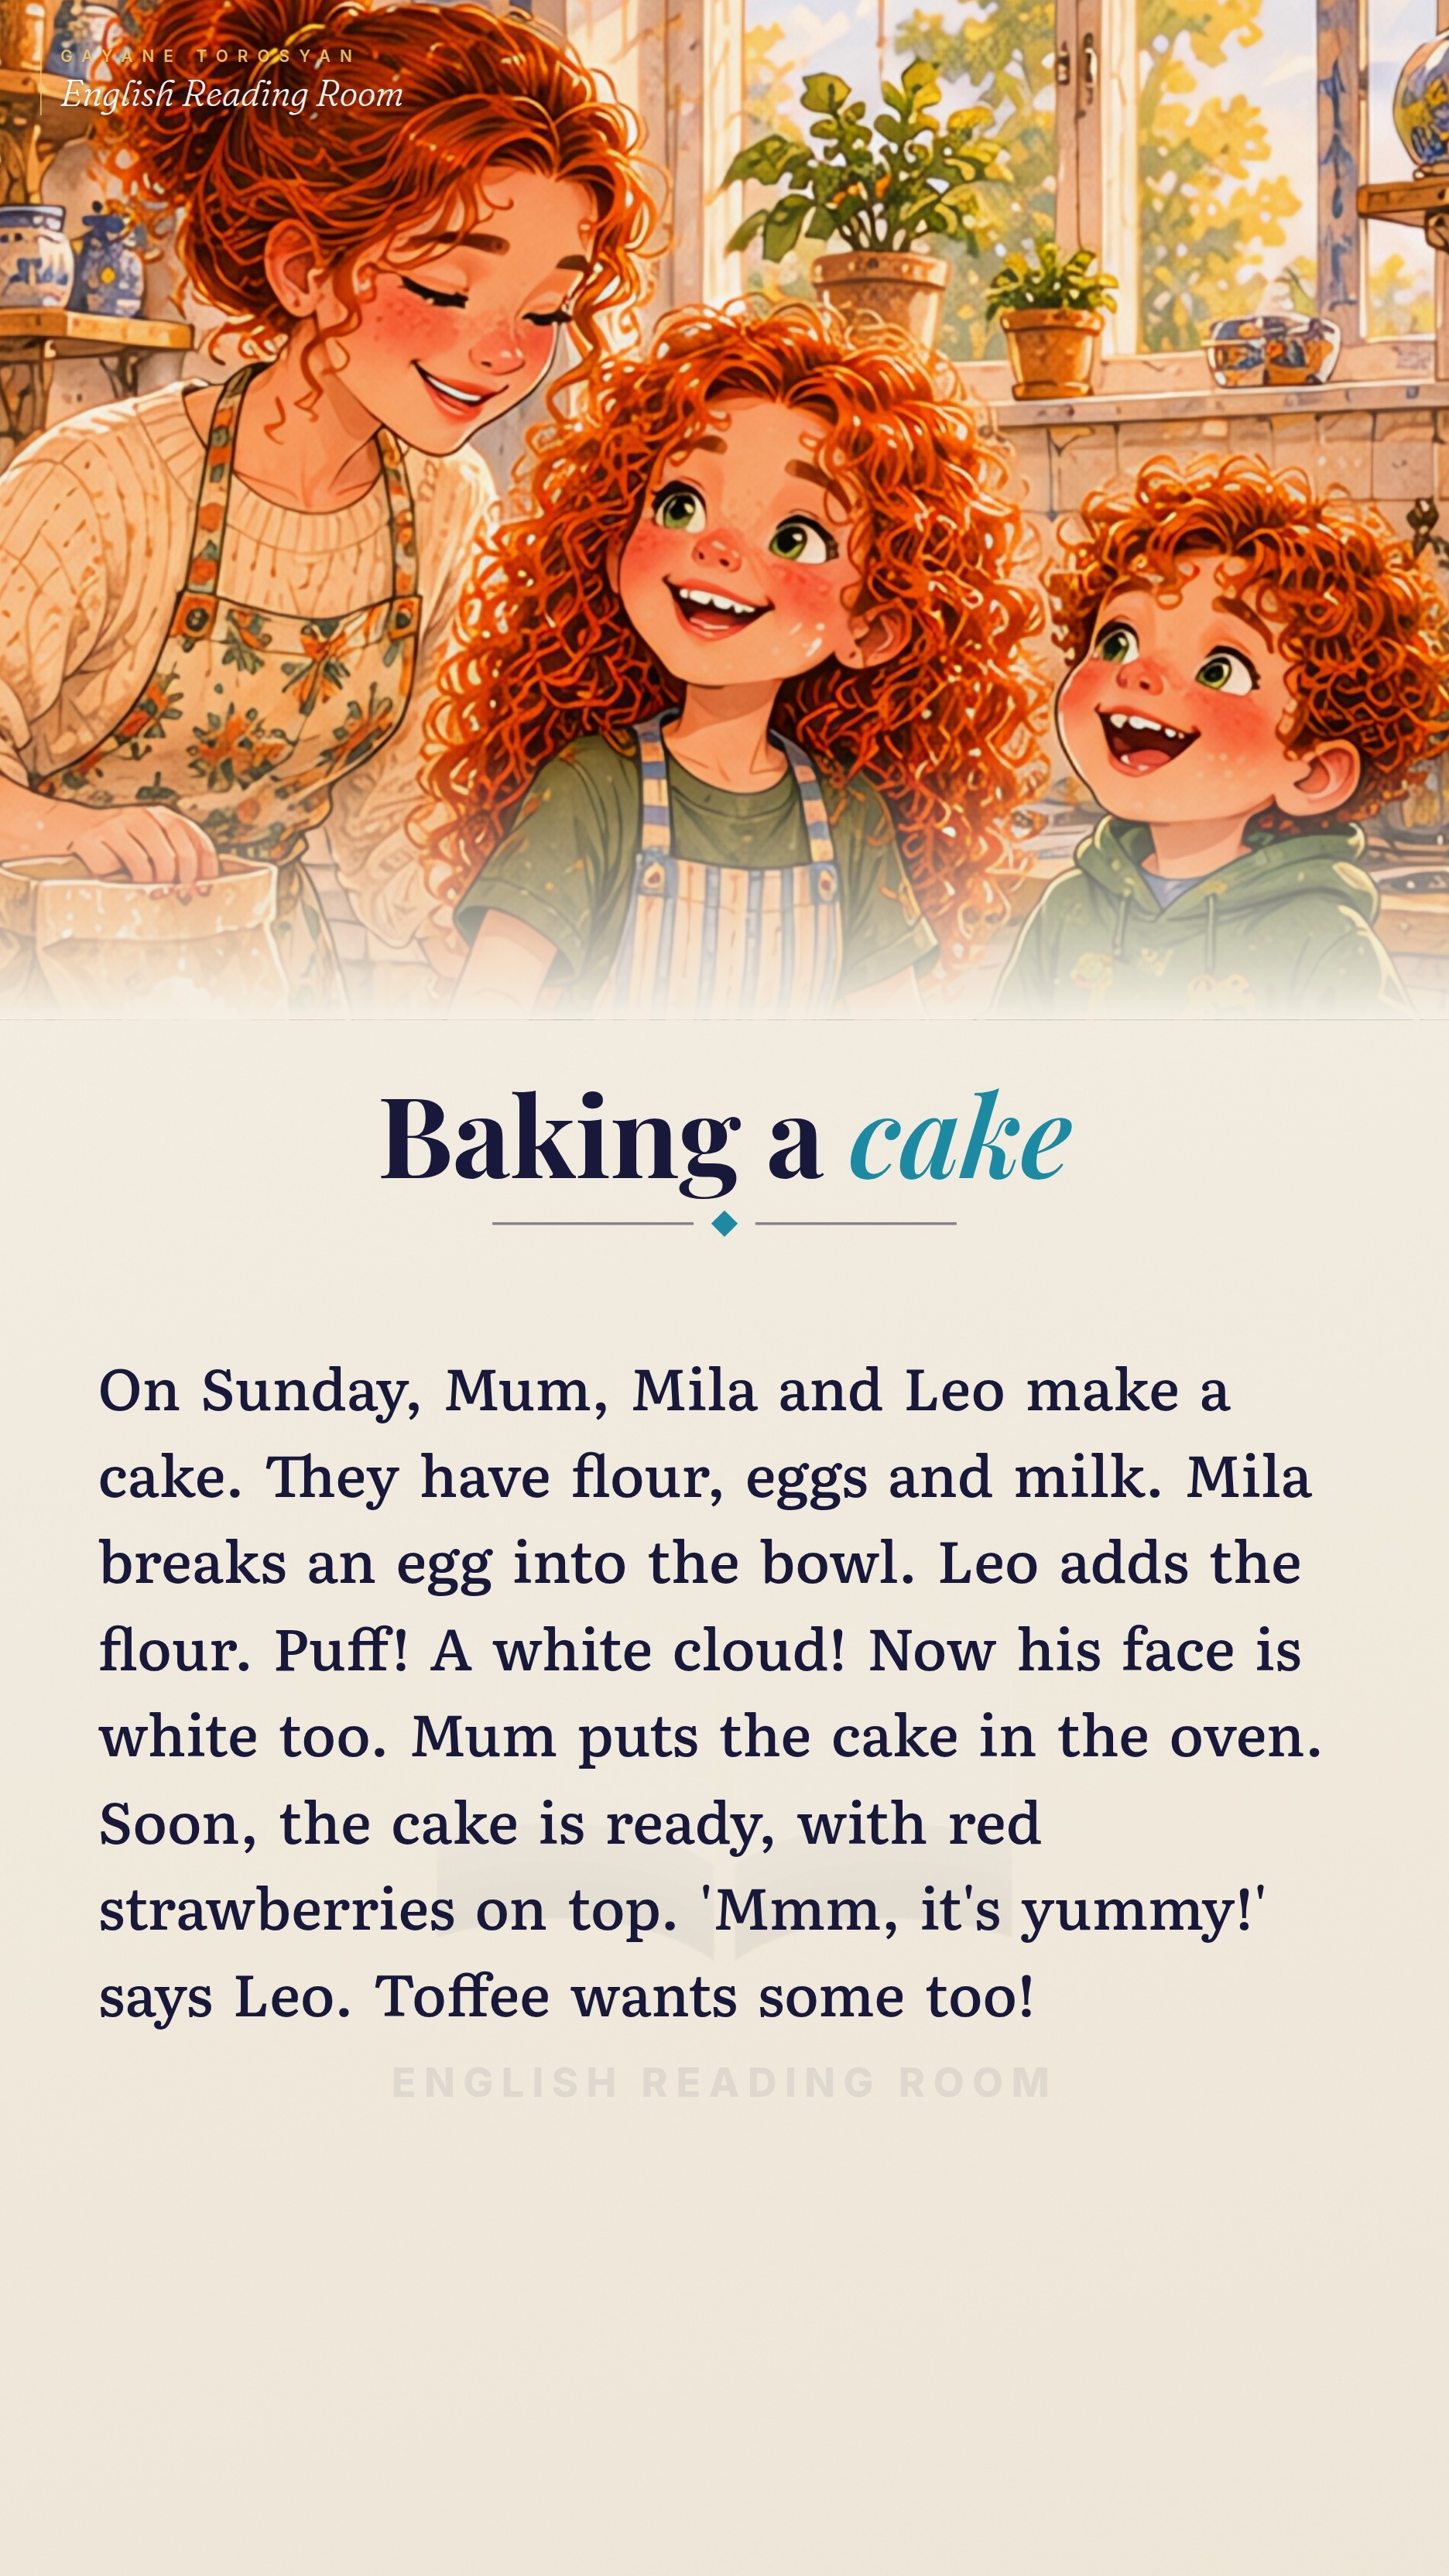 GAYANE TOROSYAN
English Reading Room
Baking a cake
On Sunday, Mum, Mila and Leo make a
cake. They have flour, eggs and milk. Mila
breaks an egg into the bowl. Leo adds the
flour. Puff! A white cloud! Now his face is
white too. Mum puts the cake in the oven.
Soon, the cake is ready, with red
strawberries on top. 'Mmm, it's yummy!'
says Leo. Toffee wants some too!
ENGLISH READING ROOM